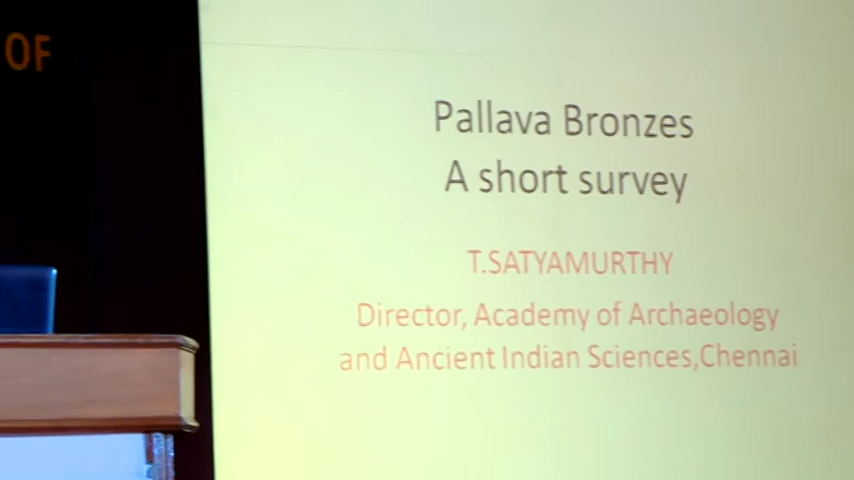 OF
Pallava Bronzes
A short survey
T.SATYAMURTHY
Director, Academy of Archaeology
and Ancient Indian Sciences,Chennai